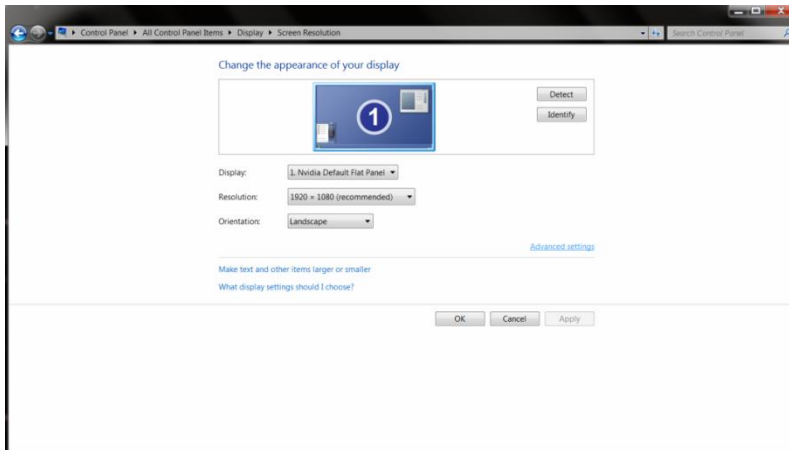 Control Panel ▸ All Control Panel Items ▸ Display ▸ Screen Resolution
Search Control Panel
Change the appearance of your display
1
Detect
Identify
Display: 1. Nvidia Default Flat Panel
Resolution: 1920 × 1080 (recommended)
Orientation: Landscape
Advanced settings
Make text and other items larger or smaller
What display settings should I choose?
OK Cancel Apply